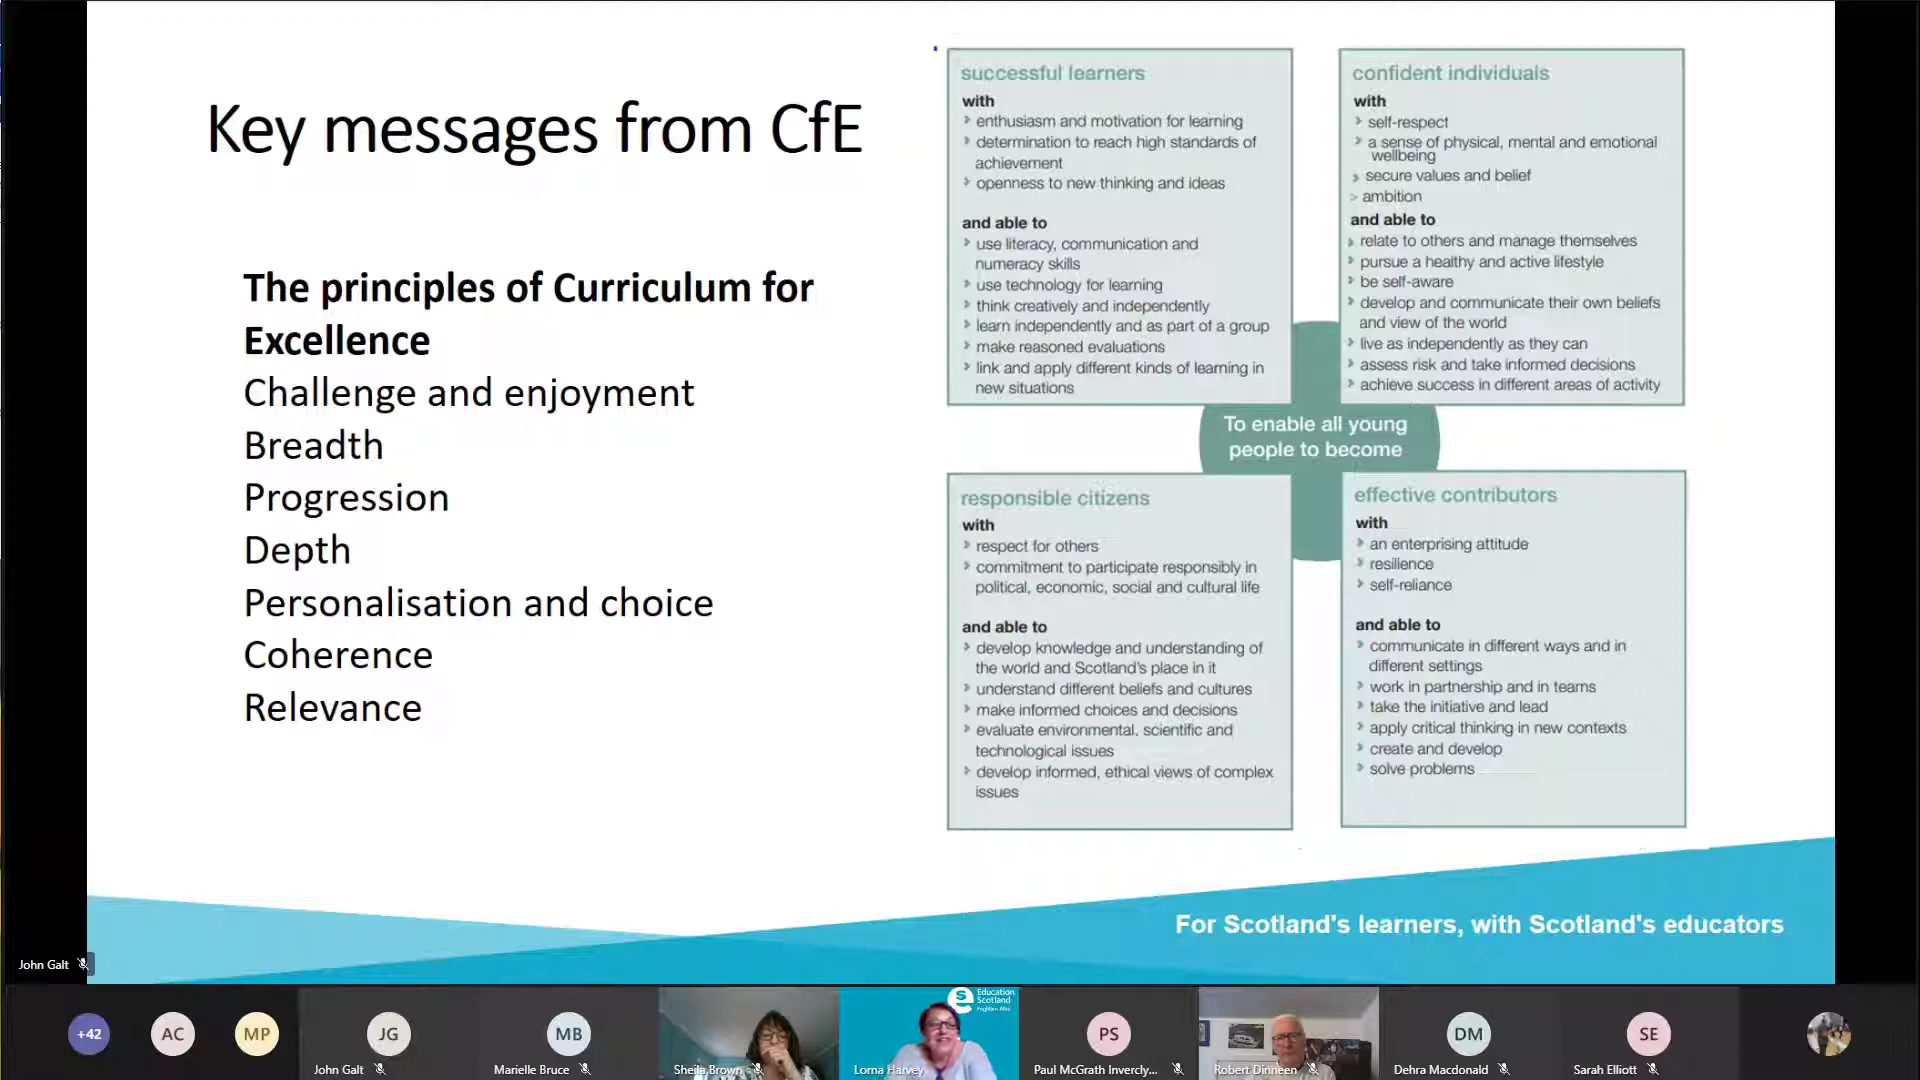 Key messages from CfE
The principles of Curriculum for
Excellence
Challenge and enjoyment
Breadth
Progression
Depth
Personalisation and choice
Coherence
Relevance
successful learners
with
enthusiasm and motivation for learning
determination to reach high standards of
achievement
openness to new thinking and ideas
and able to
use literacy, communication and
numeracy skills
use technology for learning
think creatively and independently
learn independently and as part of a group
make reasoned evaluations
link and apply different kinds of learning in
new situations
confident individuals
with
self-respect
a sense of physical, mental and emotional
wellbeing
secure values and belief
> ambition
and able to
relate to others and manage themselves
pursue a healthy and active lifestyle
be self-aware
develop and communicate their own beliefs
and view of the world
live as independently as they can
assess risk and take informed decisions
achieve success in different areas of activity
To enable all young
people to become
responsible citizens
with
respect for others
commitment to participate responsibly in
political, economic, social and cultural life
and able to
develop knowledge and understanding of
the world and Scotland's place in it
understand different beliefs and cultures
make informed choices and decisions
evaluate environmental, scientific and
technological issues
develop informed, ethical views of complex
issues
effective contributors
with
an enterprising attitude
resilience
self-reliance
and able to
communicate in different ways and in
different settings
work in partnership and in teams
take the initiative and lead
apply critical thinking in new contexts
create and develop
solve problems
For Scotland's learners, with Scotland's educators
John Galt
+42
AC
MP
JG
John Galt
MB
Marielle Bruce
Sheila Brown
Education
Scotland
Foghlam Alba
Lorna Harvey
PS
Paul McGrath Invercly...
Robert Dinneen
DM
Dehra Macdonald
SE
Sarah Elliott